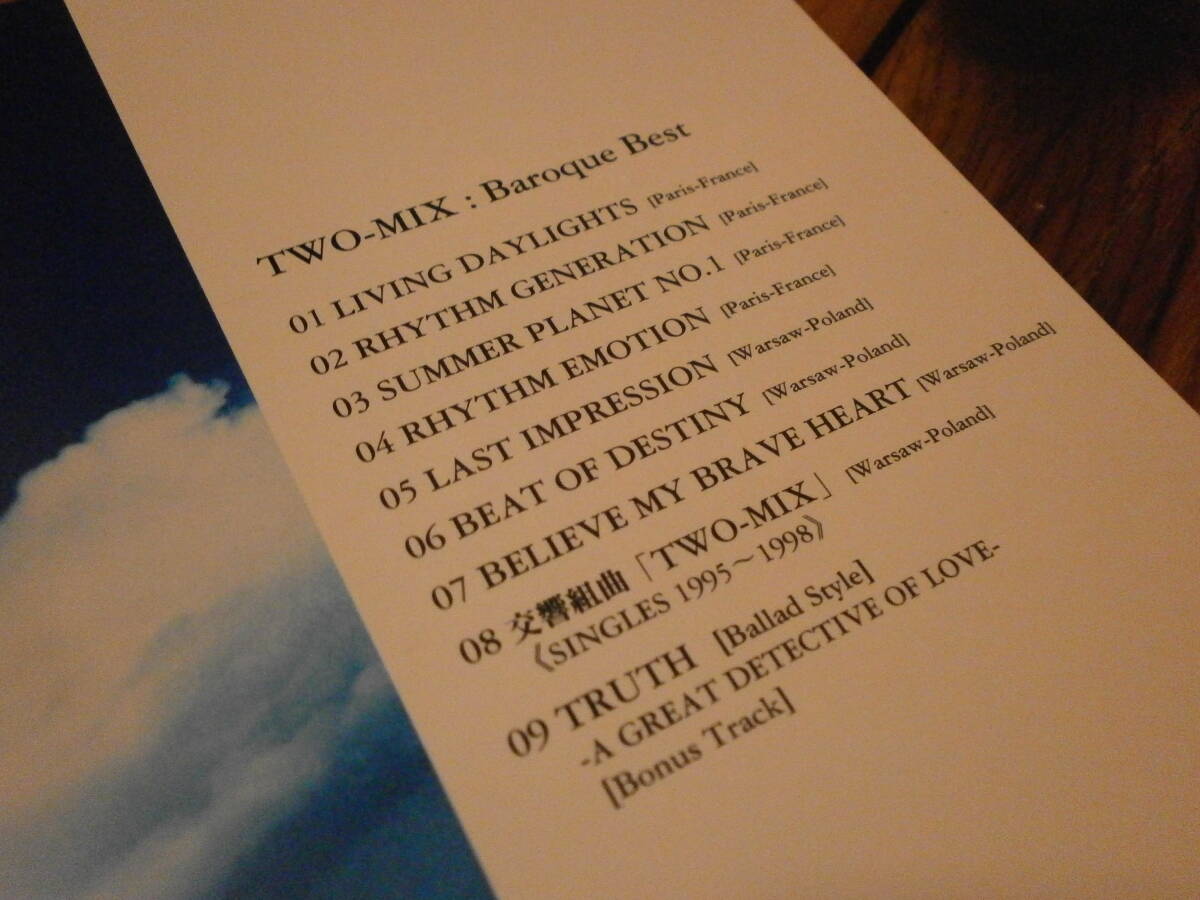 TWO-MIX : Baroque Best
01 LIVING DAYLIGHTS [Paris-France]
02 RHYTHM GENERATION [Paris-France]
03 SUMMER PLANET NO.1 [Paris-France]
04 RHYTHM EMOTION [Paris-France]
05 LAST IMPRESSION [Warsaw-Poland]
06 BEAT OF DESTINY [Warsaw-Poland]
07 BELIEVE MY BRAVE HEART [Warsaw-Poland]
08 交響組曲「TWO-MIX」 [Warsaw-Poland]
《SINGLES 1995〜1998》
09 TRUTH [Ballad Style]
-A GREAT DETECTIVE OF LOVE-
[Bonus Track]